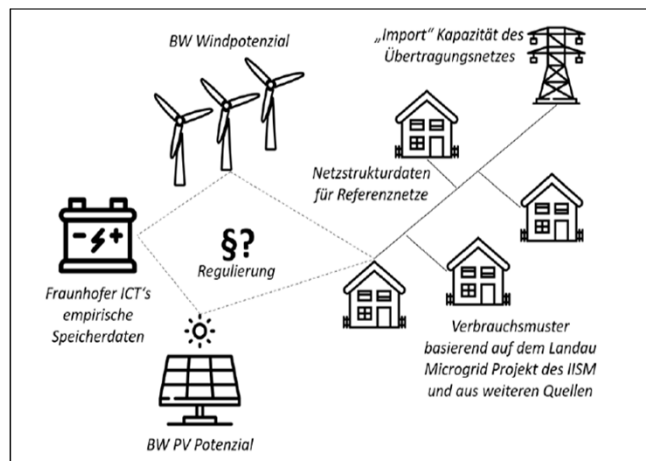 BW Windpotenzial
„Import“ Kapazität des
Übertragungsnetzes
Netzstrukturdaten
für Referenznetze
§?
Regulierung
- +
Fraunhofer ICT's
empirische
Speicherdaten
Verbrauchsmuster
basierend auf dem Landau
Microgrid Projekt des IISM
und aus weiteren Quellen
BW PV Potenzial